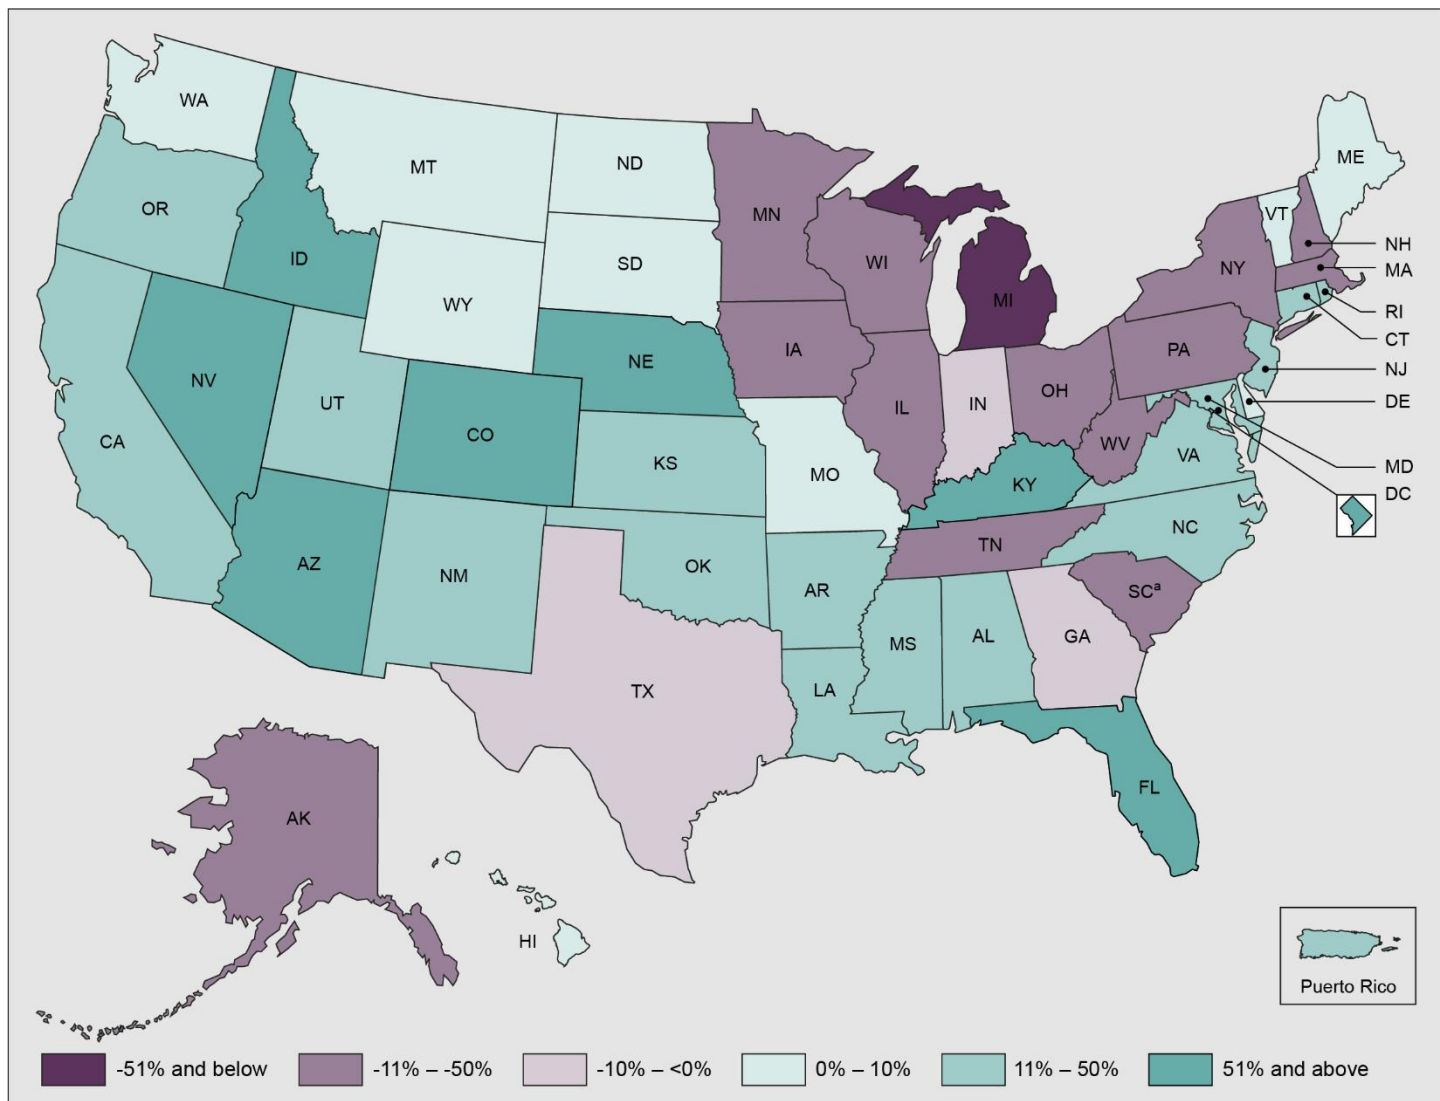 WA
MT
ND
ME
OR
MN
VT
ID
SD
WI
NY
NH
MA
WY
MI
RI
CT
NE
IA
PA
NJ
NV
UT
IL
IN
OH
DE
CA
CO
KS
MO
WV
VA
MD
KY
DC
AZ
NM
OK
TN
NC
AR
SCª
MS
AL
GA
TX
LA
FL
AK
HI
Puerto Rico
-51% and below
-11% – -50%
-10% – <0%
0% – 10%
11% – 50%
51% and above